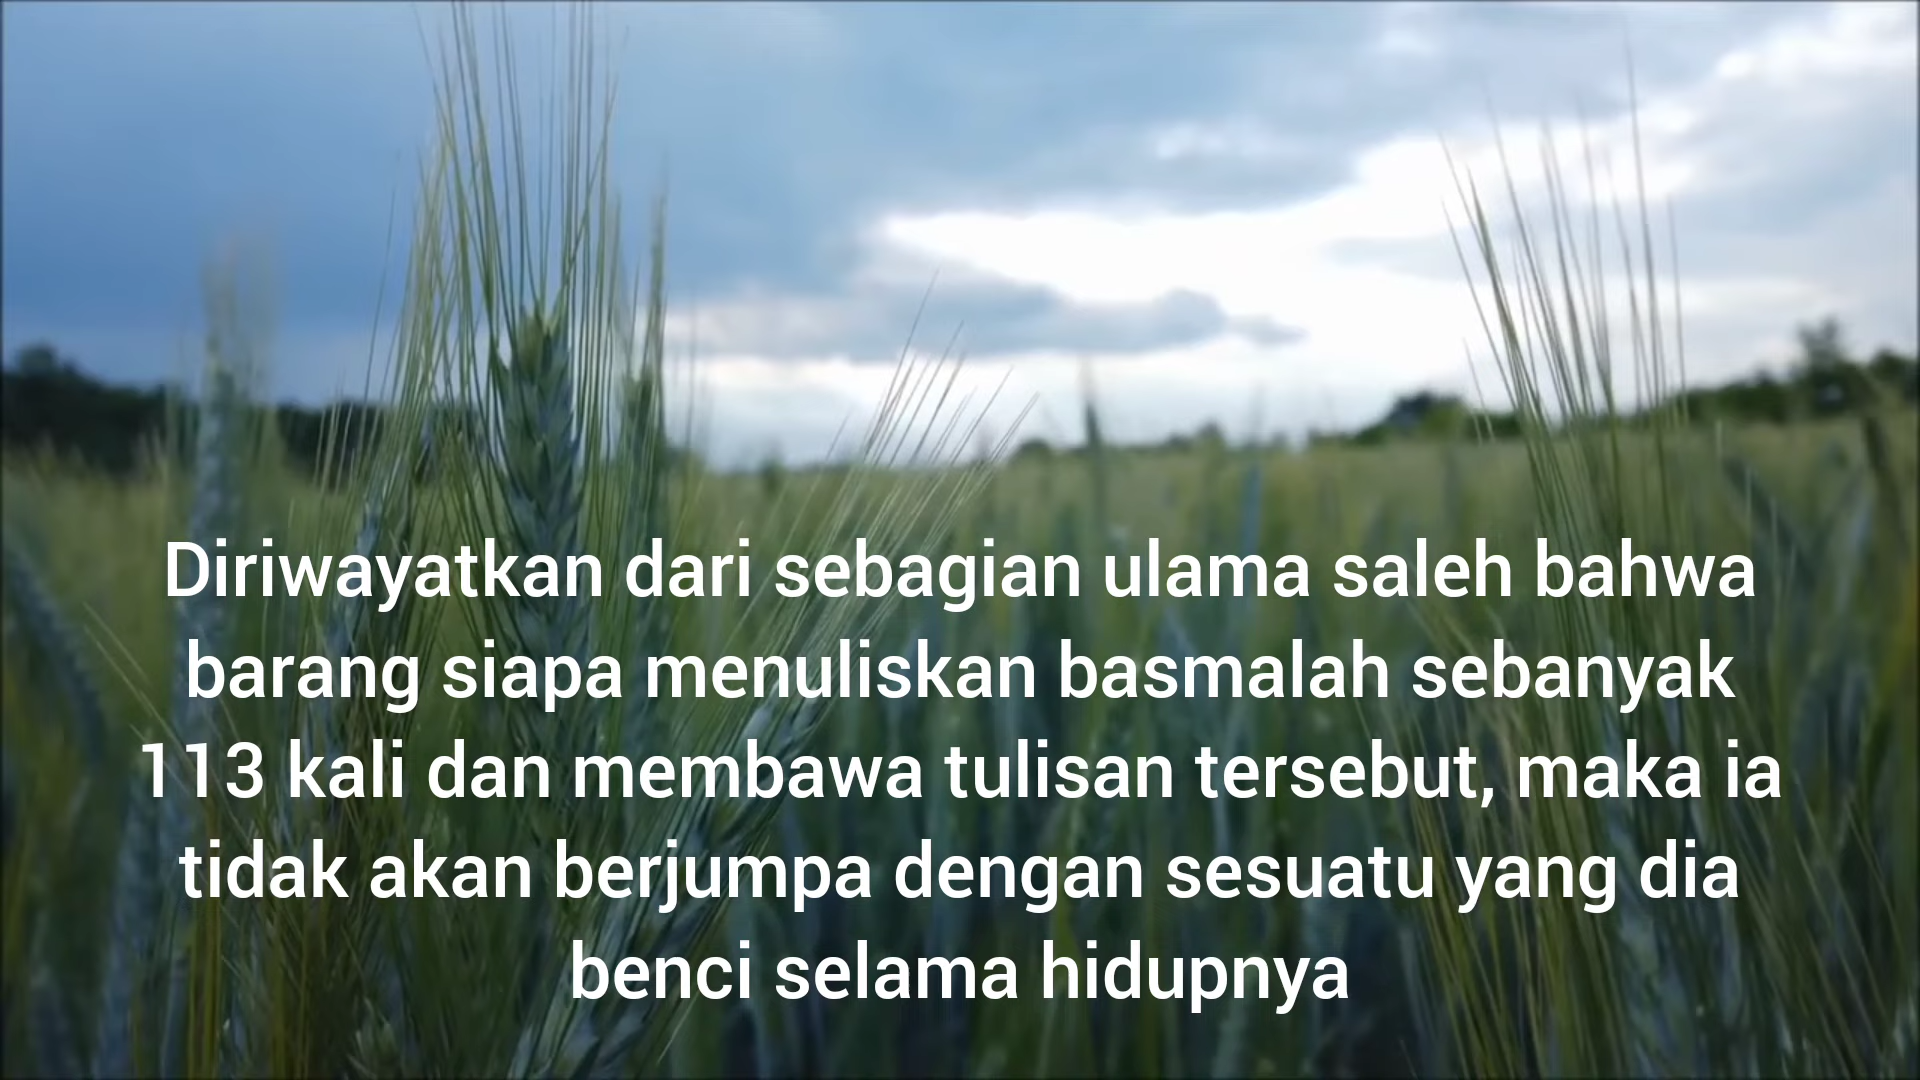 Diriwayatkan dari sebagian ulama saleh bahwa
barang siapa menuliskan basmalah sebanyak
113 kali dan membawa tulisan tersebut, maka ia
tidak akan berjumpa dengan sesuatu yang dia
benci selama hidupnya